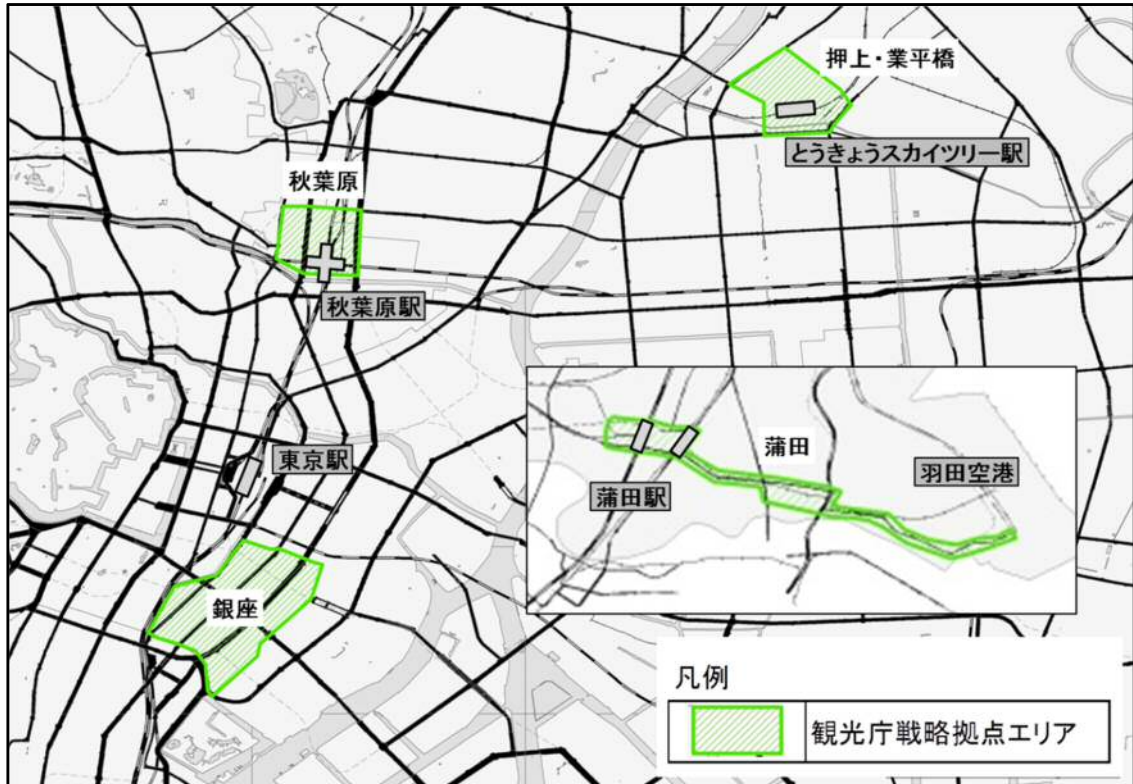 押上・業平橋
とうきょうスカイツリー駅
秋葉原
秋葉原駅
東京駅
蒲田
羽田空港
蒲田駅
銀座
凡例
観光庁戦略拠点エリア